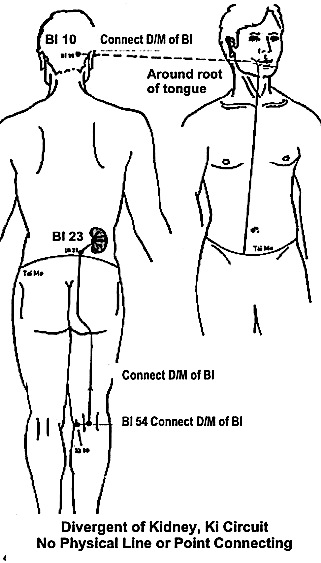 Bl 10
Connect D/M of Bl
Around root
of tongue
Bl 23
Tai Mo
Tai Mo
Connect D/M of Bl
Bl 54 Connect D/M of Bl
Divergent of Kidney, Ki Circuit
No Physical Line or Point Connecting